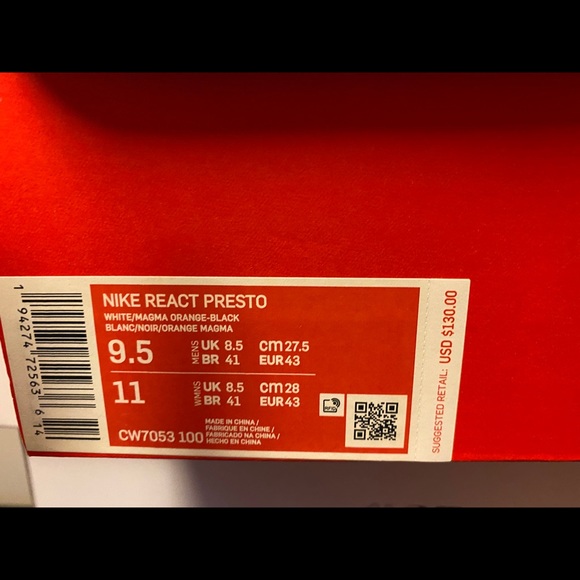 NIKE REACT PRESTO
WHITE/MAGMA ORANGE-BLACK
BLANC/NOIR/ORANGE MAGMA
9.5 MENS UK 8.5 CM 27.5
BR 41 EUR 43
11 WMNS UK 8.5 CM 28
BR 41 EUR 43
CW7053 100
MADE IN CHINA /
FABRIQUE EN CHINE /
FABRICADO NA CHINA /
HECHO EN CHINA
SUGGESTED RETAIL: USD $130.00
1 94274 72563 6 14